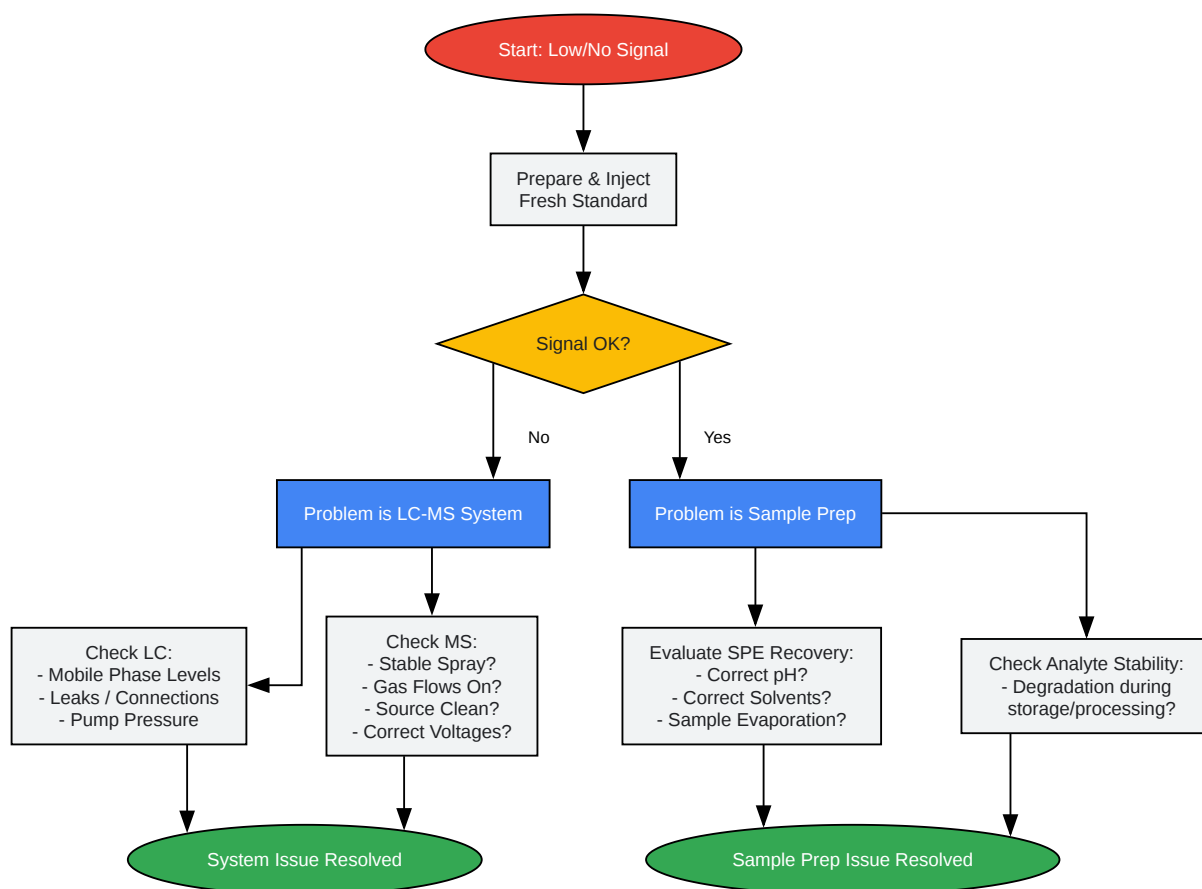 Start: Low/No Signal
Prepare & Inject
Fresh Standard
Signal OK?
No
Yes
Problem is LC-MS System
Problem is Sample Prep
Check LC:
- Mobile Phase Levels
- Leaks / Connections
- Pump Pressure
Check MS:
- Stable Spray?
- Gas Flows On?
- Source Clean?
- Correct Voltages?
Evaluate SPE Recovery:
- Correct pH?
- Correct Solvents?
- Sample Evaporation?
Check Analyte Stability:
- Degradation during
storage/processing?
System Issue Resolved
Sample Prep Issue Resolved